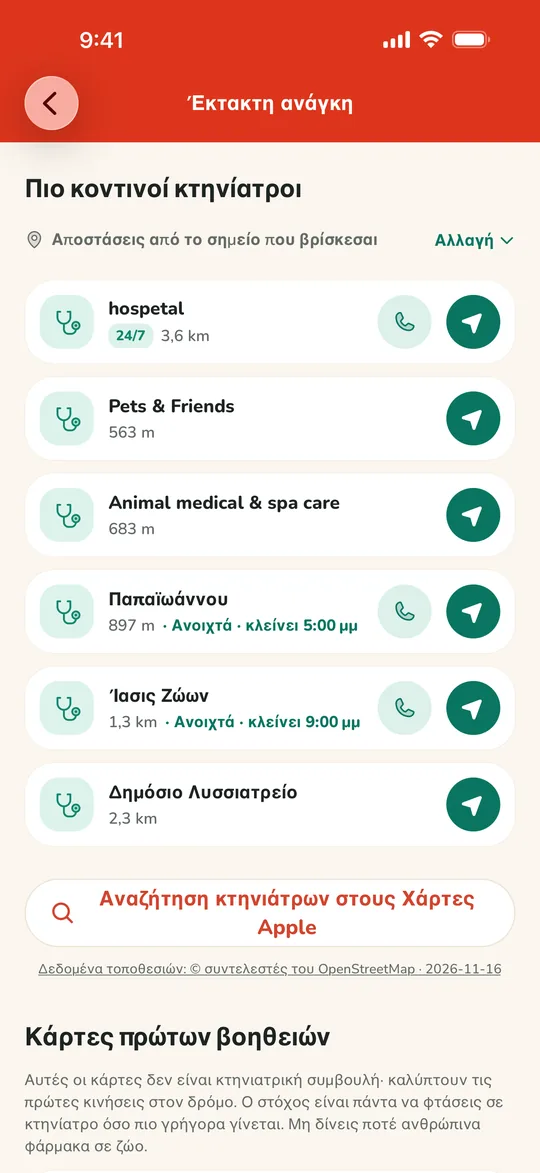 9:41
Έκτακτη ανάγκη
Πιο κοντινοί κτηνίατροι
Αποστάσεις από το σημείο που βρίσκεσαι
Αλλαγή
hospetal
24/7 3,6 km
Pets & Friends
563 m
Animal medical & spa care
683 m
Παπαϊωάννου
897 m · Ανοιχτά · κλείνει 5:00 μμ
Ίασις Ζώων
1,3 km · Ανοιχτά · κλείνει 9:00 μμ
Δημόσιο Λυσσιατρείο
2,3 km
Αναζήτηση κτηνιάτρων στους Χάρτες
Apple
Δεδομένα τοποθεσιών: © συντελεστές του OpenStreetMap · 2026-11-16
Κάρτες πρώτων βοηθειών
Αυτές οι κάρτες δεν είναι κτηνιατρική συμβουλή· καλύπτουν τις
πρώτες κινήσεις στον δρόμο. Ο στόχος είναι πάντα να φτάσεις σε
κτηνίατρο όσο πιο γρήγορα γίνεται. Μη δίνεις ποτέ ανθρώπινα
φάρμακα σε ζώο.